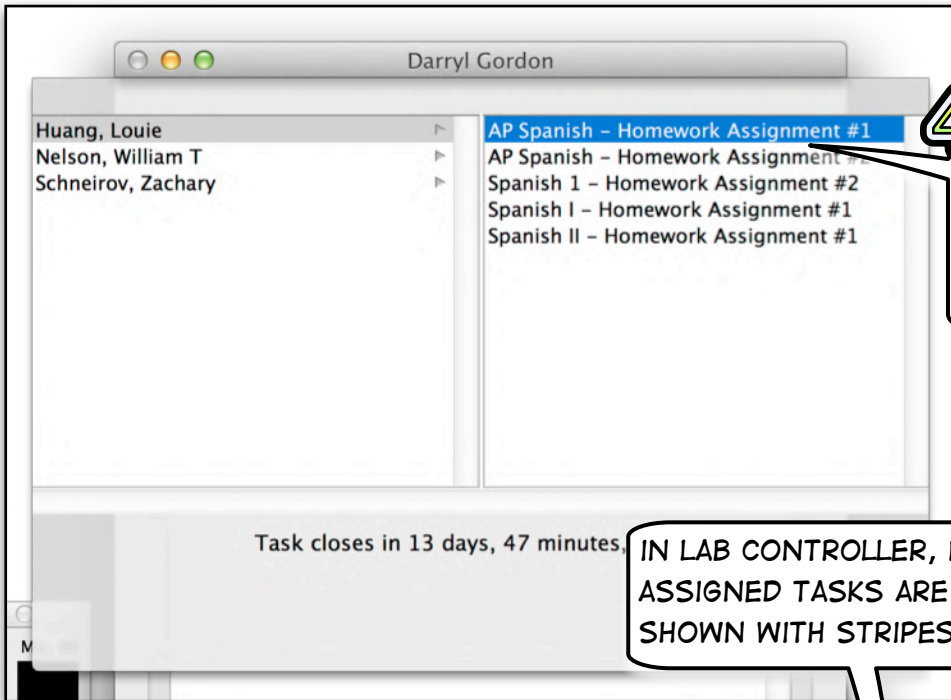 Darryl Gordon
Huang, Louie
Nelson, William T
Schneirov, Zachary
AP Spanish – Homework Assignment #1
AP Spanish – Homework Assignment #2
Spanish 1 – Homework Assignment #2
Spanish I – Homework Assignment #1
Spanish II – Homework Assignment #1
Task closes in 13 days, 47 minutes,
IN LAB CONTROLLER,
ASSIGNED TASKS ARE
SHOWN WITH STRIPES